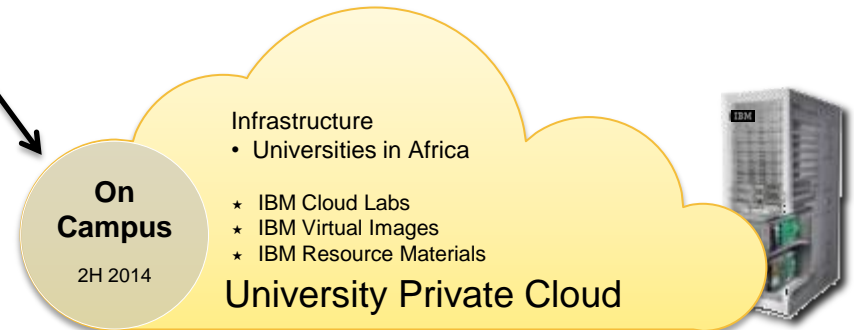 Infrastructure
• Universities in Africa
IBM
On
Campus
2H 2014
★ IBM Cloud Labs
★ IBM Virtual Images
★ IBM Resource Materials
University Private Cloud